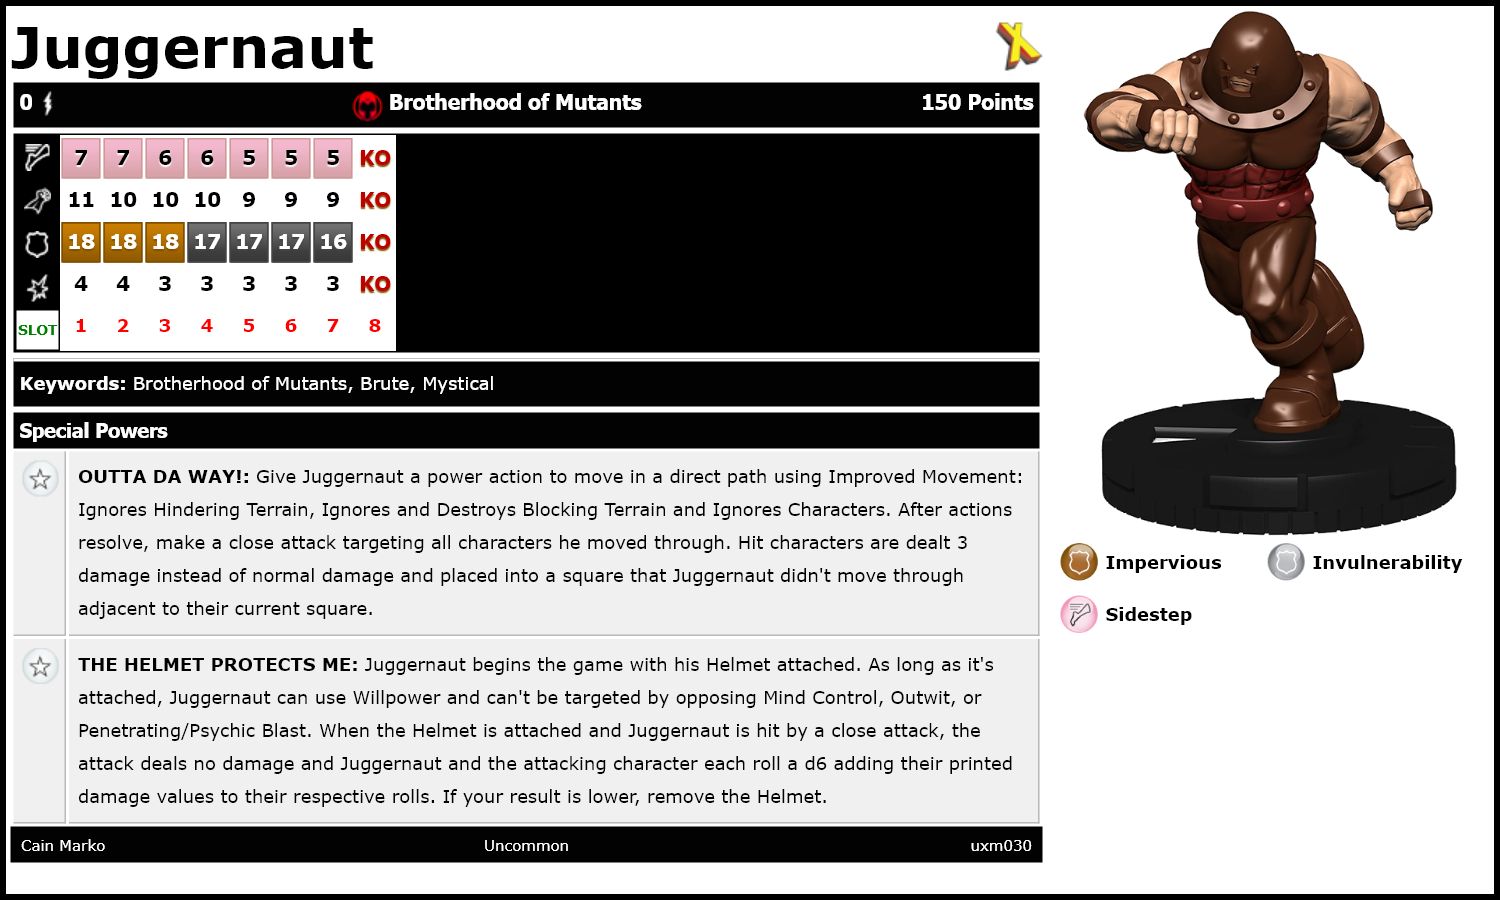 Juggernaut
0 Brotherhood of Mutants 150 Points
7 7 6 6 5 5 5 KO
11 10 10 10 9 9 9 KO
18 18 18 17 17 17 16 KO
4 4 3 3 3 3 3 KO
SLOT 1 2 3 4 5 6 7 8
Keywords: Brotherhood of Mutants, Brute, Mystical
Special Powers
OUTTA DA WAY!: Give Juggernaut a power action to move in a direct path using Improved Movement:
Ignores Hindering Terrain, Ignores and Destroys Blocking Terrain and Ignores Characters. After actions
resolve, make a close attack targeting all characters he moved through. Hit characters are dealt 3
damage instead of normal damage and placed into a square that Juggernaut didn't move through
adjacent to their current square.
THE HELMET PROTECTS ME: Juggernaut begins the game with his Helmet attached. As long as it's
attached, Juggernaut can use Willpower and can't be targeted by opposing Mind Control, Outwit, or
Penetrating/Psychic Blast. When the Helmet is attached and Juggernaut is hit by a close attack, the
attack deals no damage and Juggernaut and the attacking character each roll a d6 adding their printed
damage values to their respective rolls. If your result is lower, remove the Helmet.
Cain Marko Uncommon uxm030
Impervious Invulnerability
Sidestep